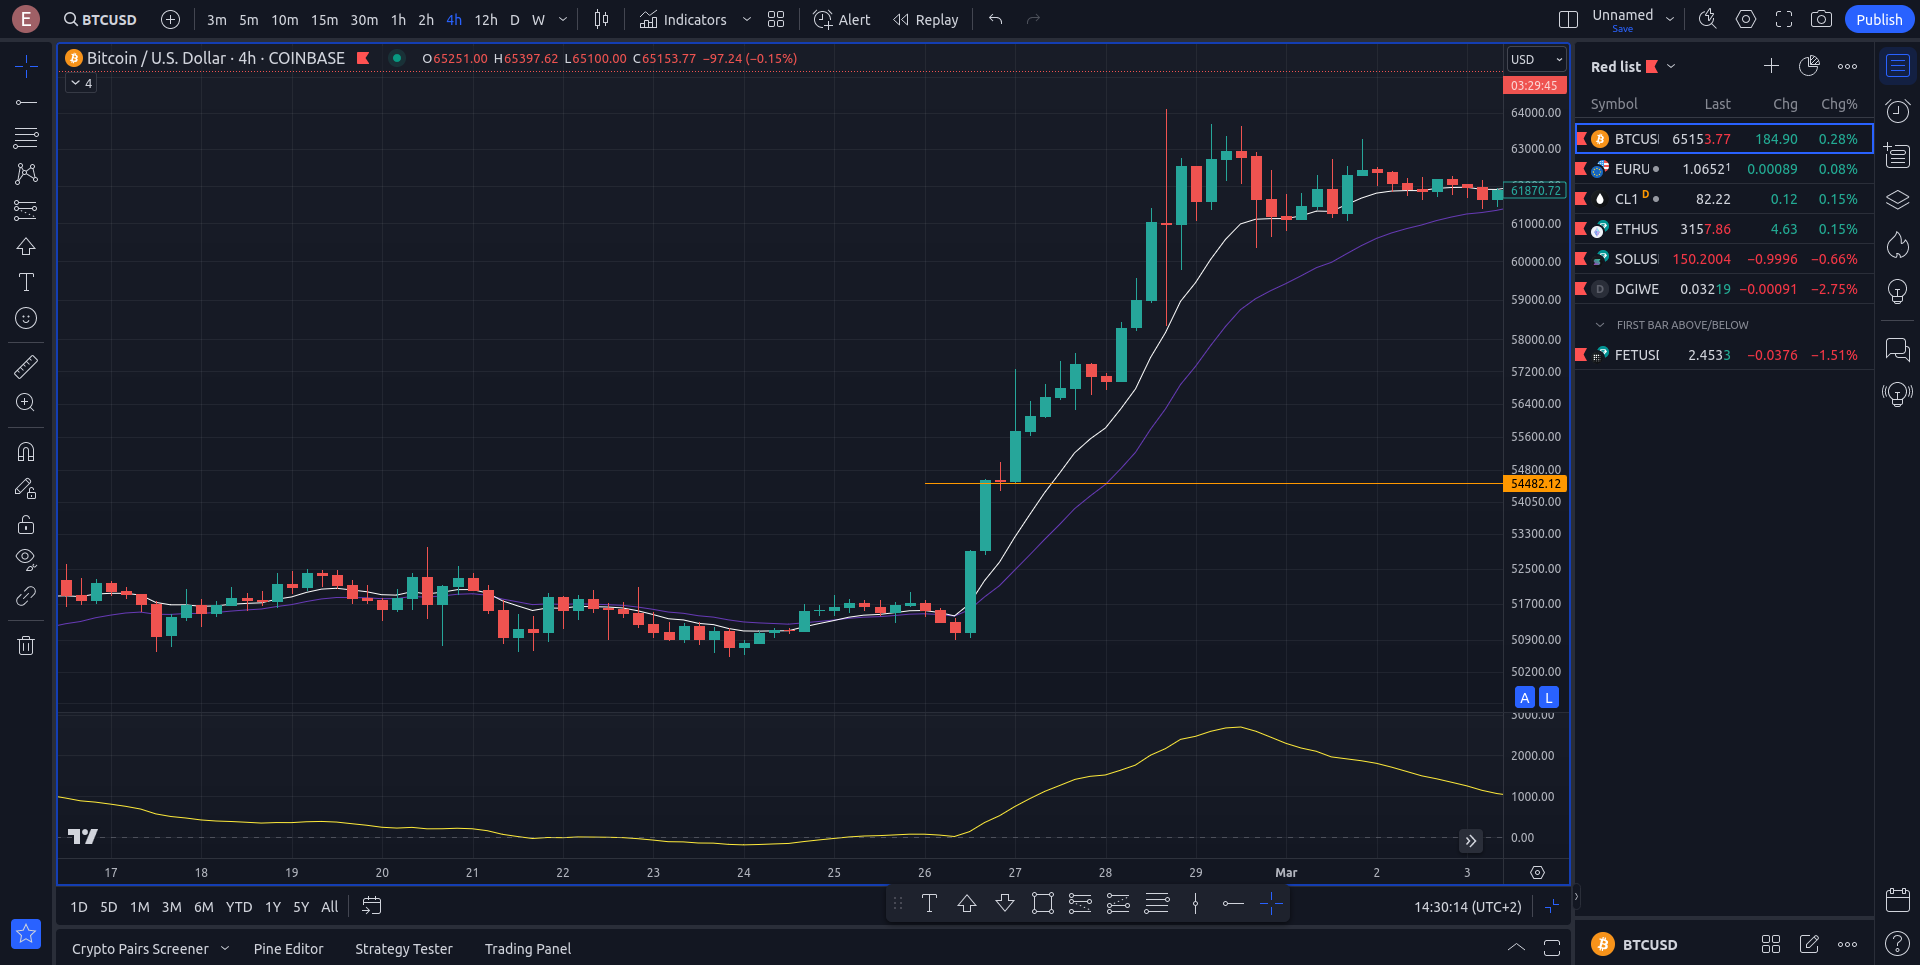 E BTCUSD 3m 5m 10m 15m 30m 1h 2h 4h 12h D W Indicators Alert Replay Unnamed Save Publish
Bitcoin / U.S. Dollar · 4h · COINBASE O65251.00 H65397.62 L65100.00 C65153.77 −97.24 (−0.15%)
4
USD
03:29:45
64000.00
63000.00
61870.72
61000.00
60000.00
59000.00
58000.00
57200.00
56400.00
55600.00
54800.00
54482.12
54050.00
53300.00
52500.00
51700.00
50900.00
50200.00
A L
3000.00
2000.00
1000.00
0.00
17 18 19 20 21 22 23 24 25 26 27 28 29 Mar 2 3
1D 5D 1M 3M 6M YTD 1Y 5Y All
T
14:30:14 (UTC+2)
Crypto Pairs Screener Pine Editor Strategy Tester Trading Panel
Red list
Symbol Last Chg Chg%
BTCUSI 65153.77 184.90 0.28%
EURU 1.06521 0.00089 0.08%
CL1 D 82.22 0.12 0.15%
ETHUS 3157.86 4.63 0.15%
SOLUS 150.2004 −0.9996 −0.66%
D DGIWE 0.03219 −0.00091 −2.75%
FIRST BAR ABOVE/BELOW
FETUSI 2.4533 −0.0376 −1.51%
BTCUSD